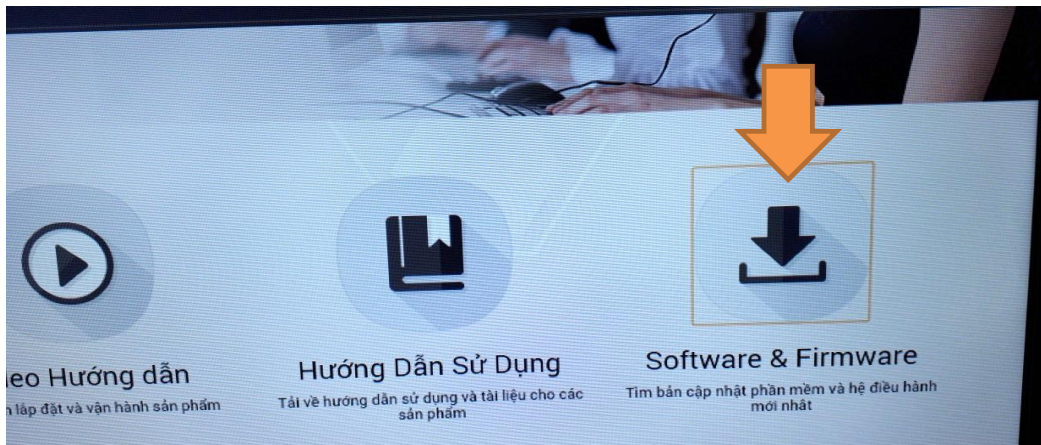 eo Hướng dẫn
lắp đặt và vận hành sản phẩm
Hướng Dẫn Sử Dụng
Tải về hướng dẫn sử dụng và tài liệu cho các
sản phẩm
Software & Firmware
Tìm bản cập nhật phần mềm và hệ điều hành
mới nhất